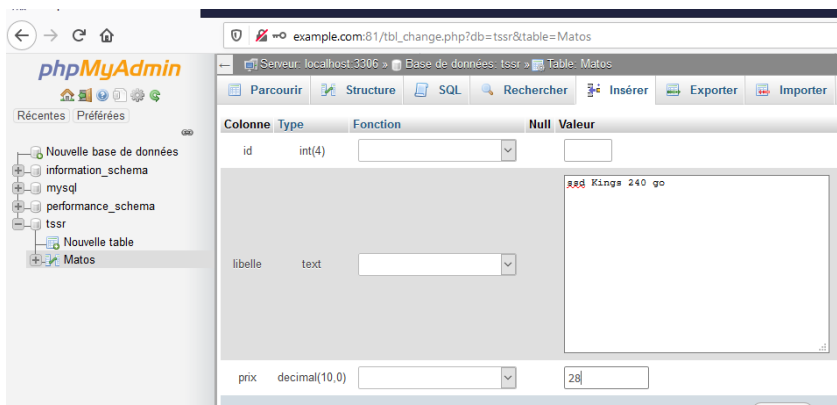 example.com:81/tbl_change.php?db=tssr&table=Matos
phpMyAdmin
Serveur: localhost:3306 » Base de données: tssr » Table: Matos
Parcourir Structure SQL Rechercher Insérer Exporter Importer
Récentes Préférées
Colonne Type Fonction Null Valeur
Nouvelle base de données
id int(4)
information_schema
mysql
ssd Kings 240 go
performance_schema
tssr
Nouvelle table
Matos
libelle text
prix decimal(10,0) 28